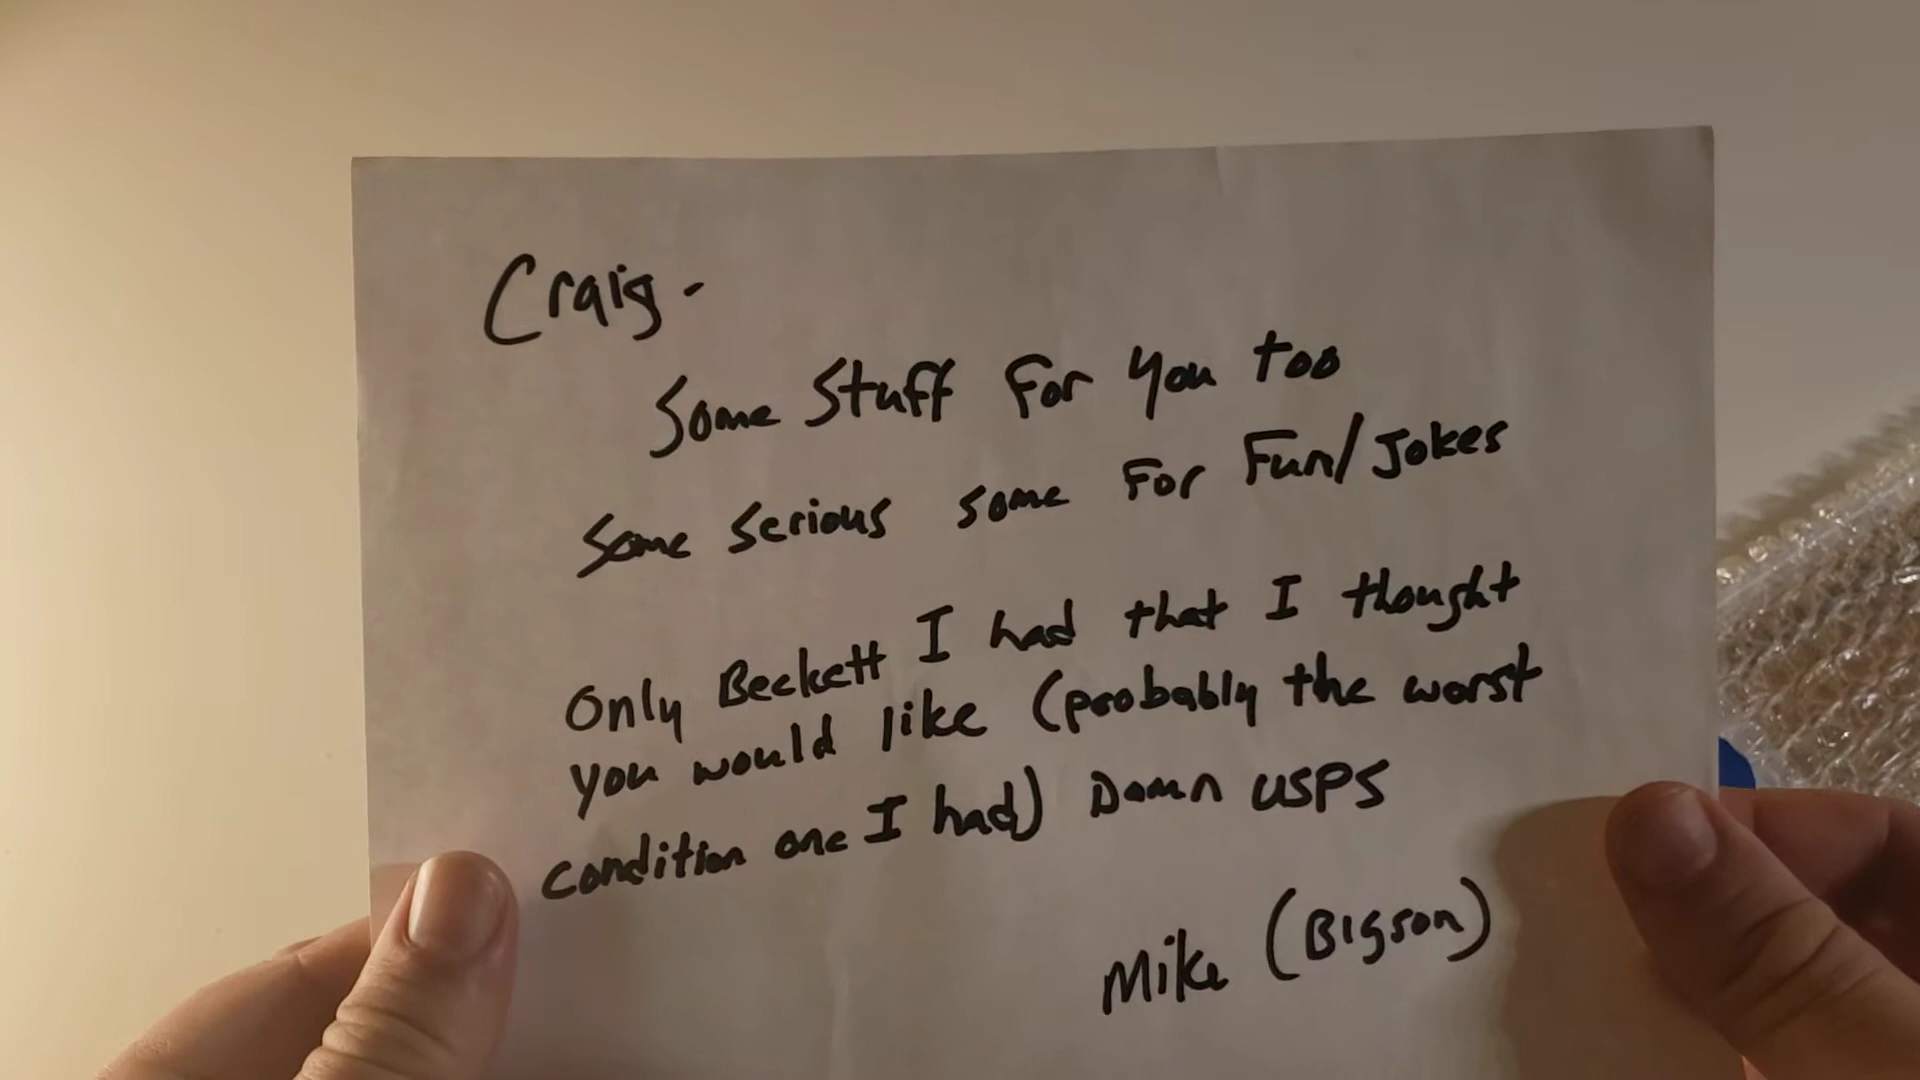 Craig-
Some Stuff For You too
Some Serious some For Fun/Jokes
Only Beckett I had that I thought
you would like (probably the worst
condition one I had) Damn USPS
Mike (Bigson)